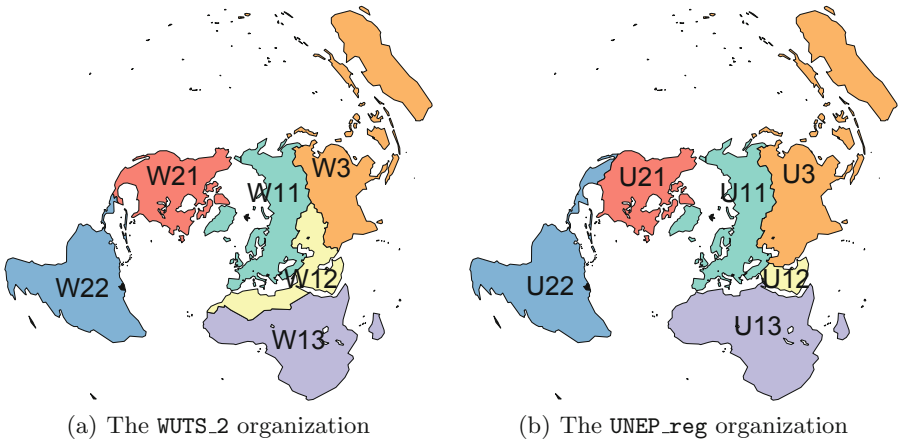 W21
W11
W3
W12
W22
W13
(a) The WUTS_2 organization
U21
U11
U3
U12
U22
U13
(b) The UNEP_reg organization